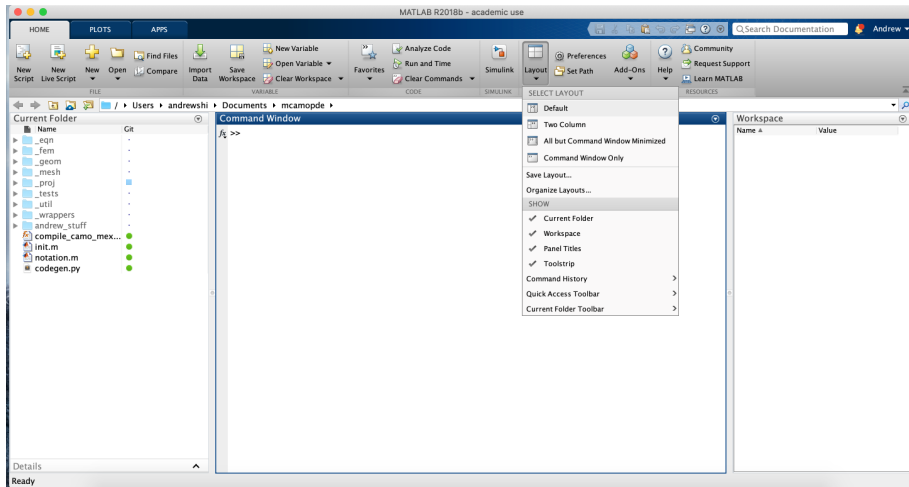 MATLAB R2018b - academic use
HOME PLOTS APPS
Search Documentation Andrew
New Script
New Live Script
New
Open
Find Files
Compare
FILE
Import Data
Save Workspace
New Variable
Open Variable
Clear Workspace
VARIABLE
Favorites
Analyze Code
Run and Time
Clear Commands
CODE
Simulink
SIMULINK
Layout
Preferences
Set Path
Add-Ons
Help
Community
Request Support
Learn MATLAB
RESOURCES
/ Users andrewshi Documents mcamopde
Current Folder
Name Git
_eqn
_fem
_geom
_mesh
_proj
_tests
_util
_wrappers
andrew_stuff
compile_camo_mex...
init.m
notation.m
codegen.py
Details
Ready
Command Window
fx >>
SELECT LAYOUT
Default
Two Column
All but Command Window Minimized
Command Window Only
Save Layout...
Organize Layouts...
SHOW
Current Folder
Workspace
Panel Titles
Toolstrip
Command History
Quick Access Toolbar
Current Folder Toolbar
Workspace
Name Value